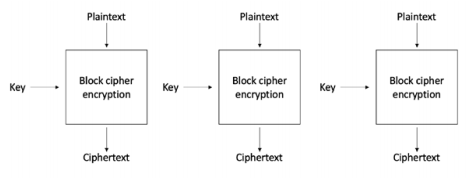 Plaintext Plaintext Plaintext
Key Block cipher encryption Key Block cipher encryption Key Block cipher encryption
Ciphertext Ciphertext Ciphertext